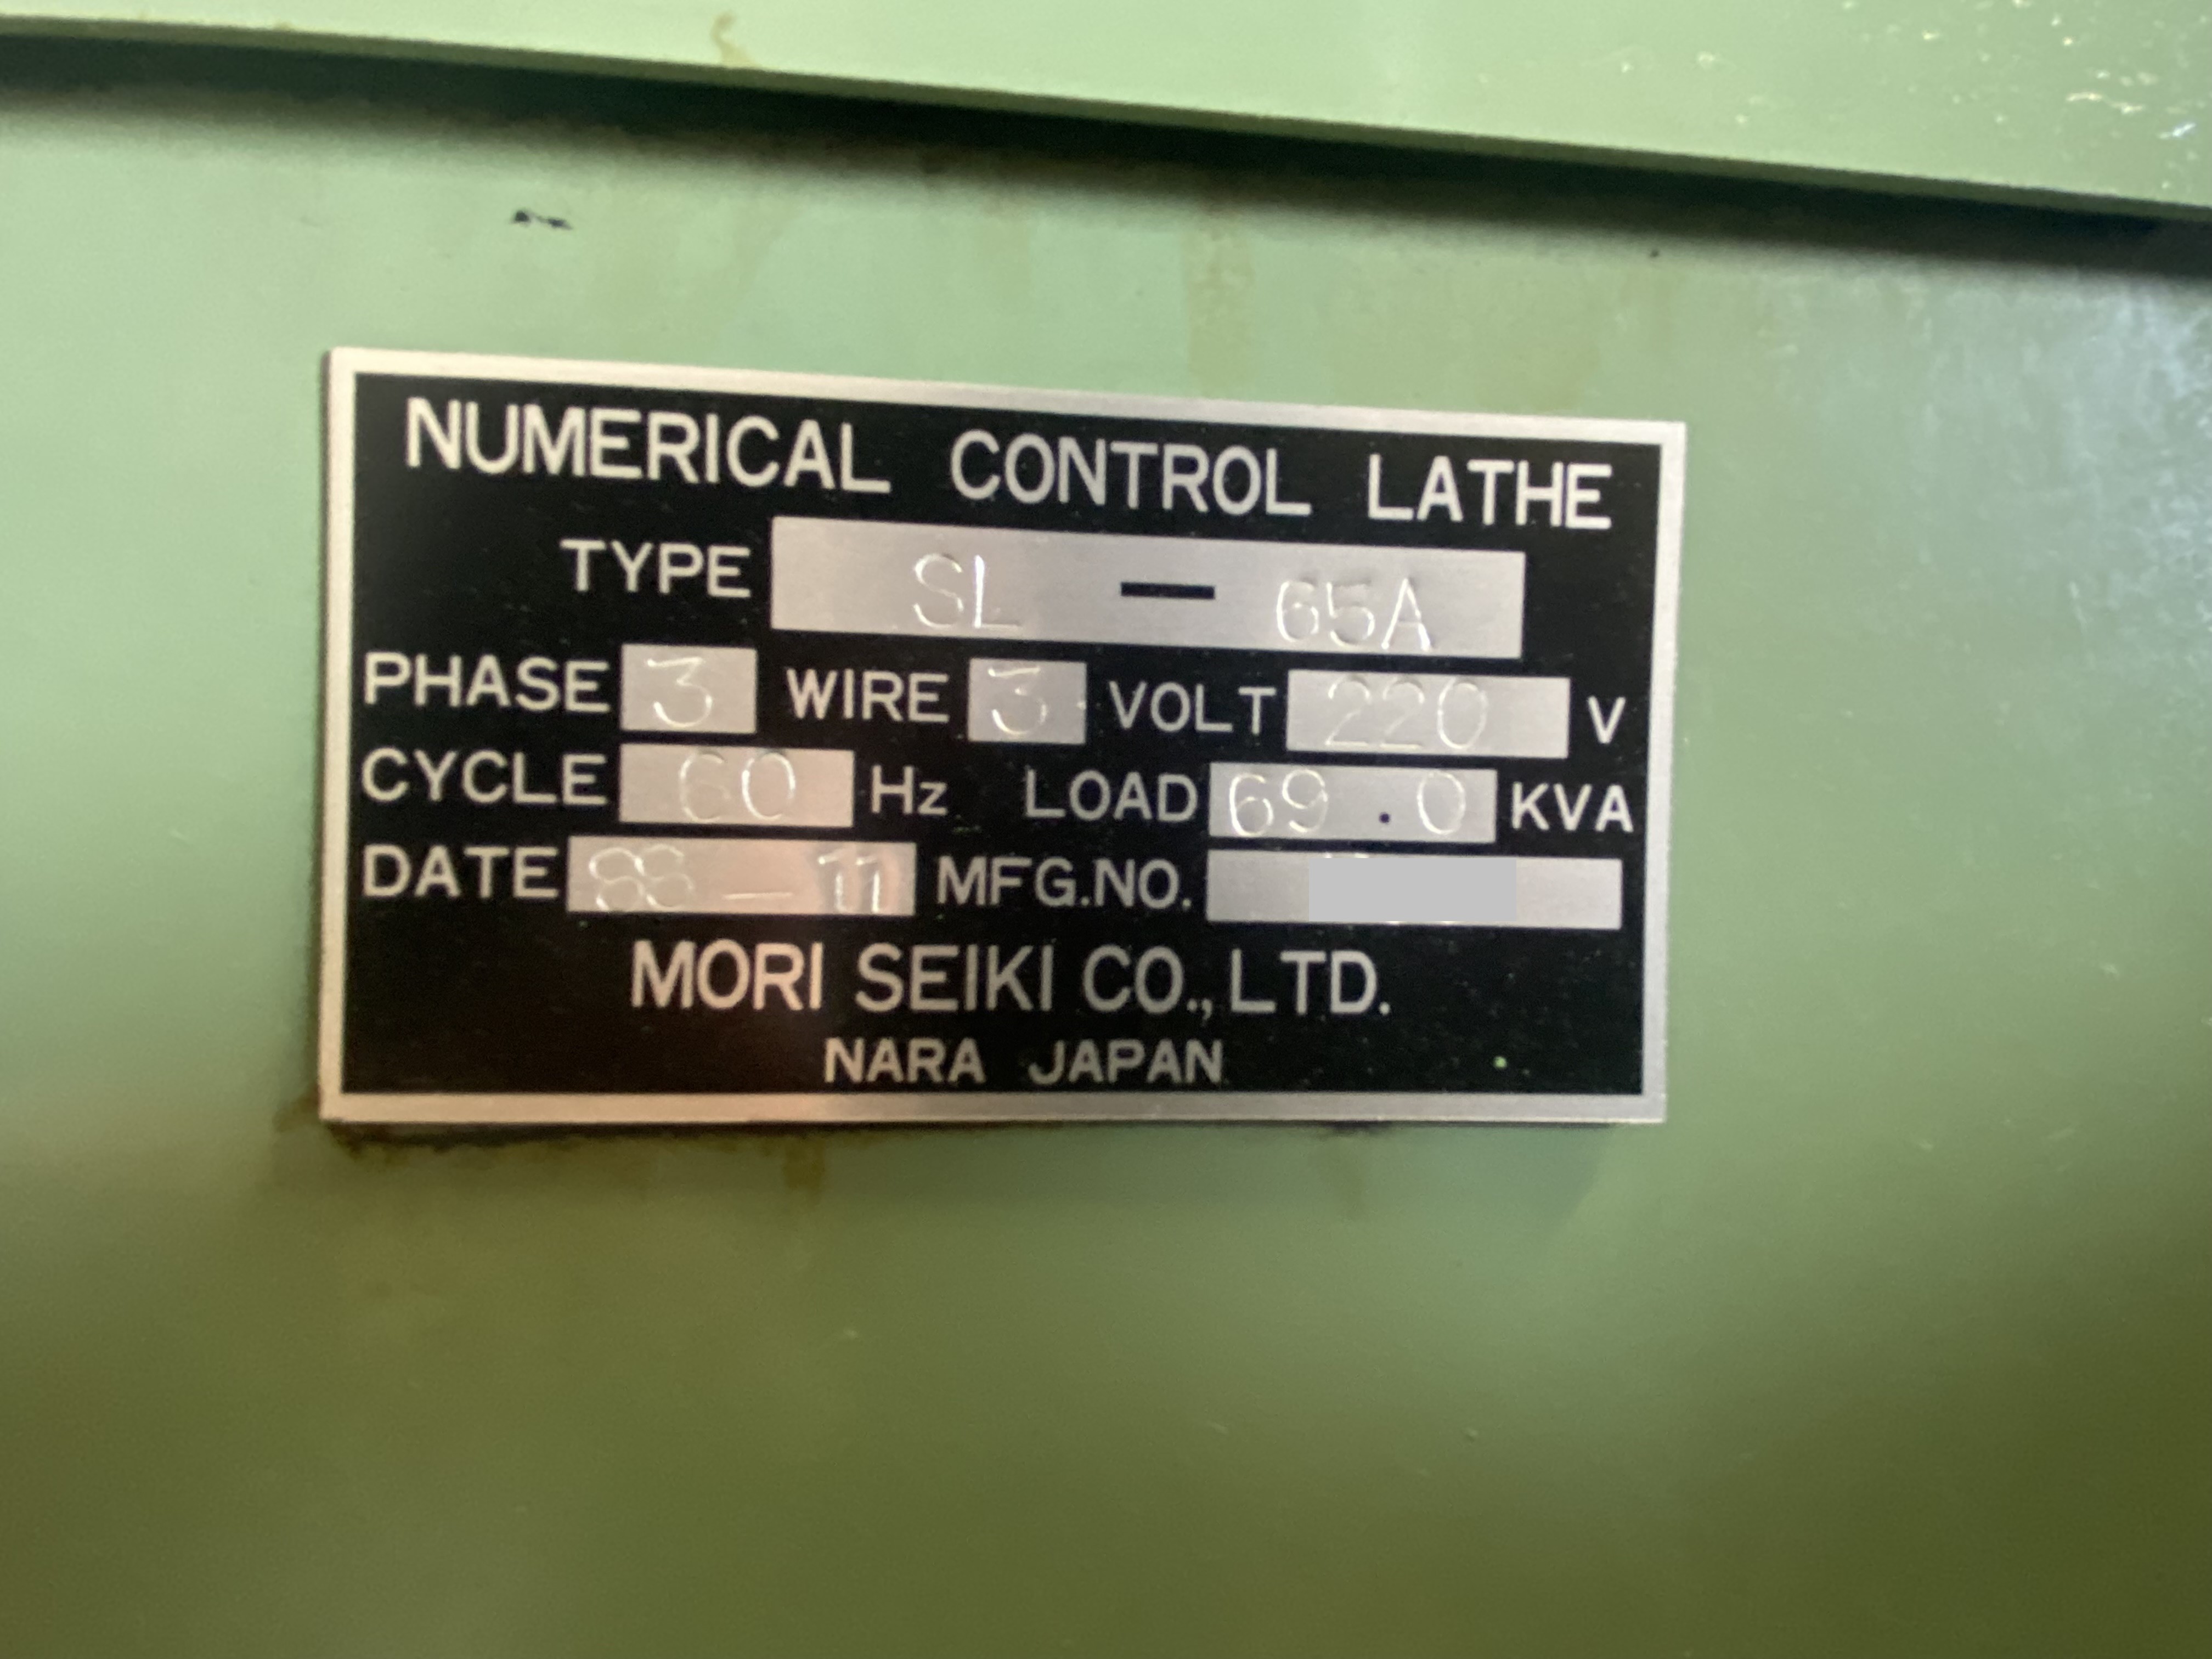 NUMERICAL CONTROL LATHE
TYPE SL — 65A
PHASE 3 WIRE 3 VOLT 220 V
CYCLE 60 Hz LOAD 69.0 KVA
DATE 88-11 MFG.NO.
MORI SEIKI CO., LTD.
NARA JAPAN